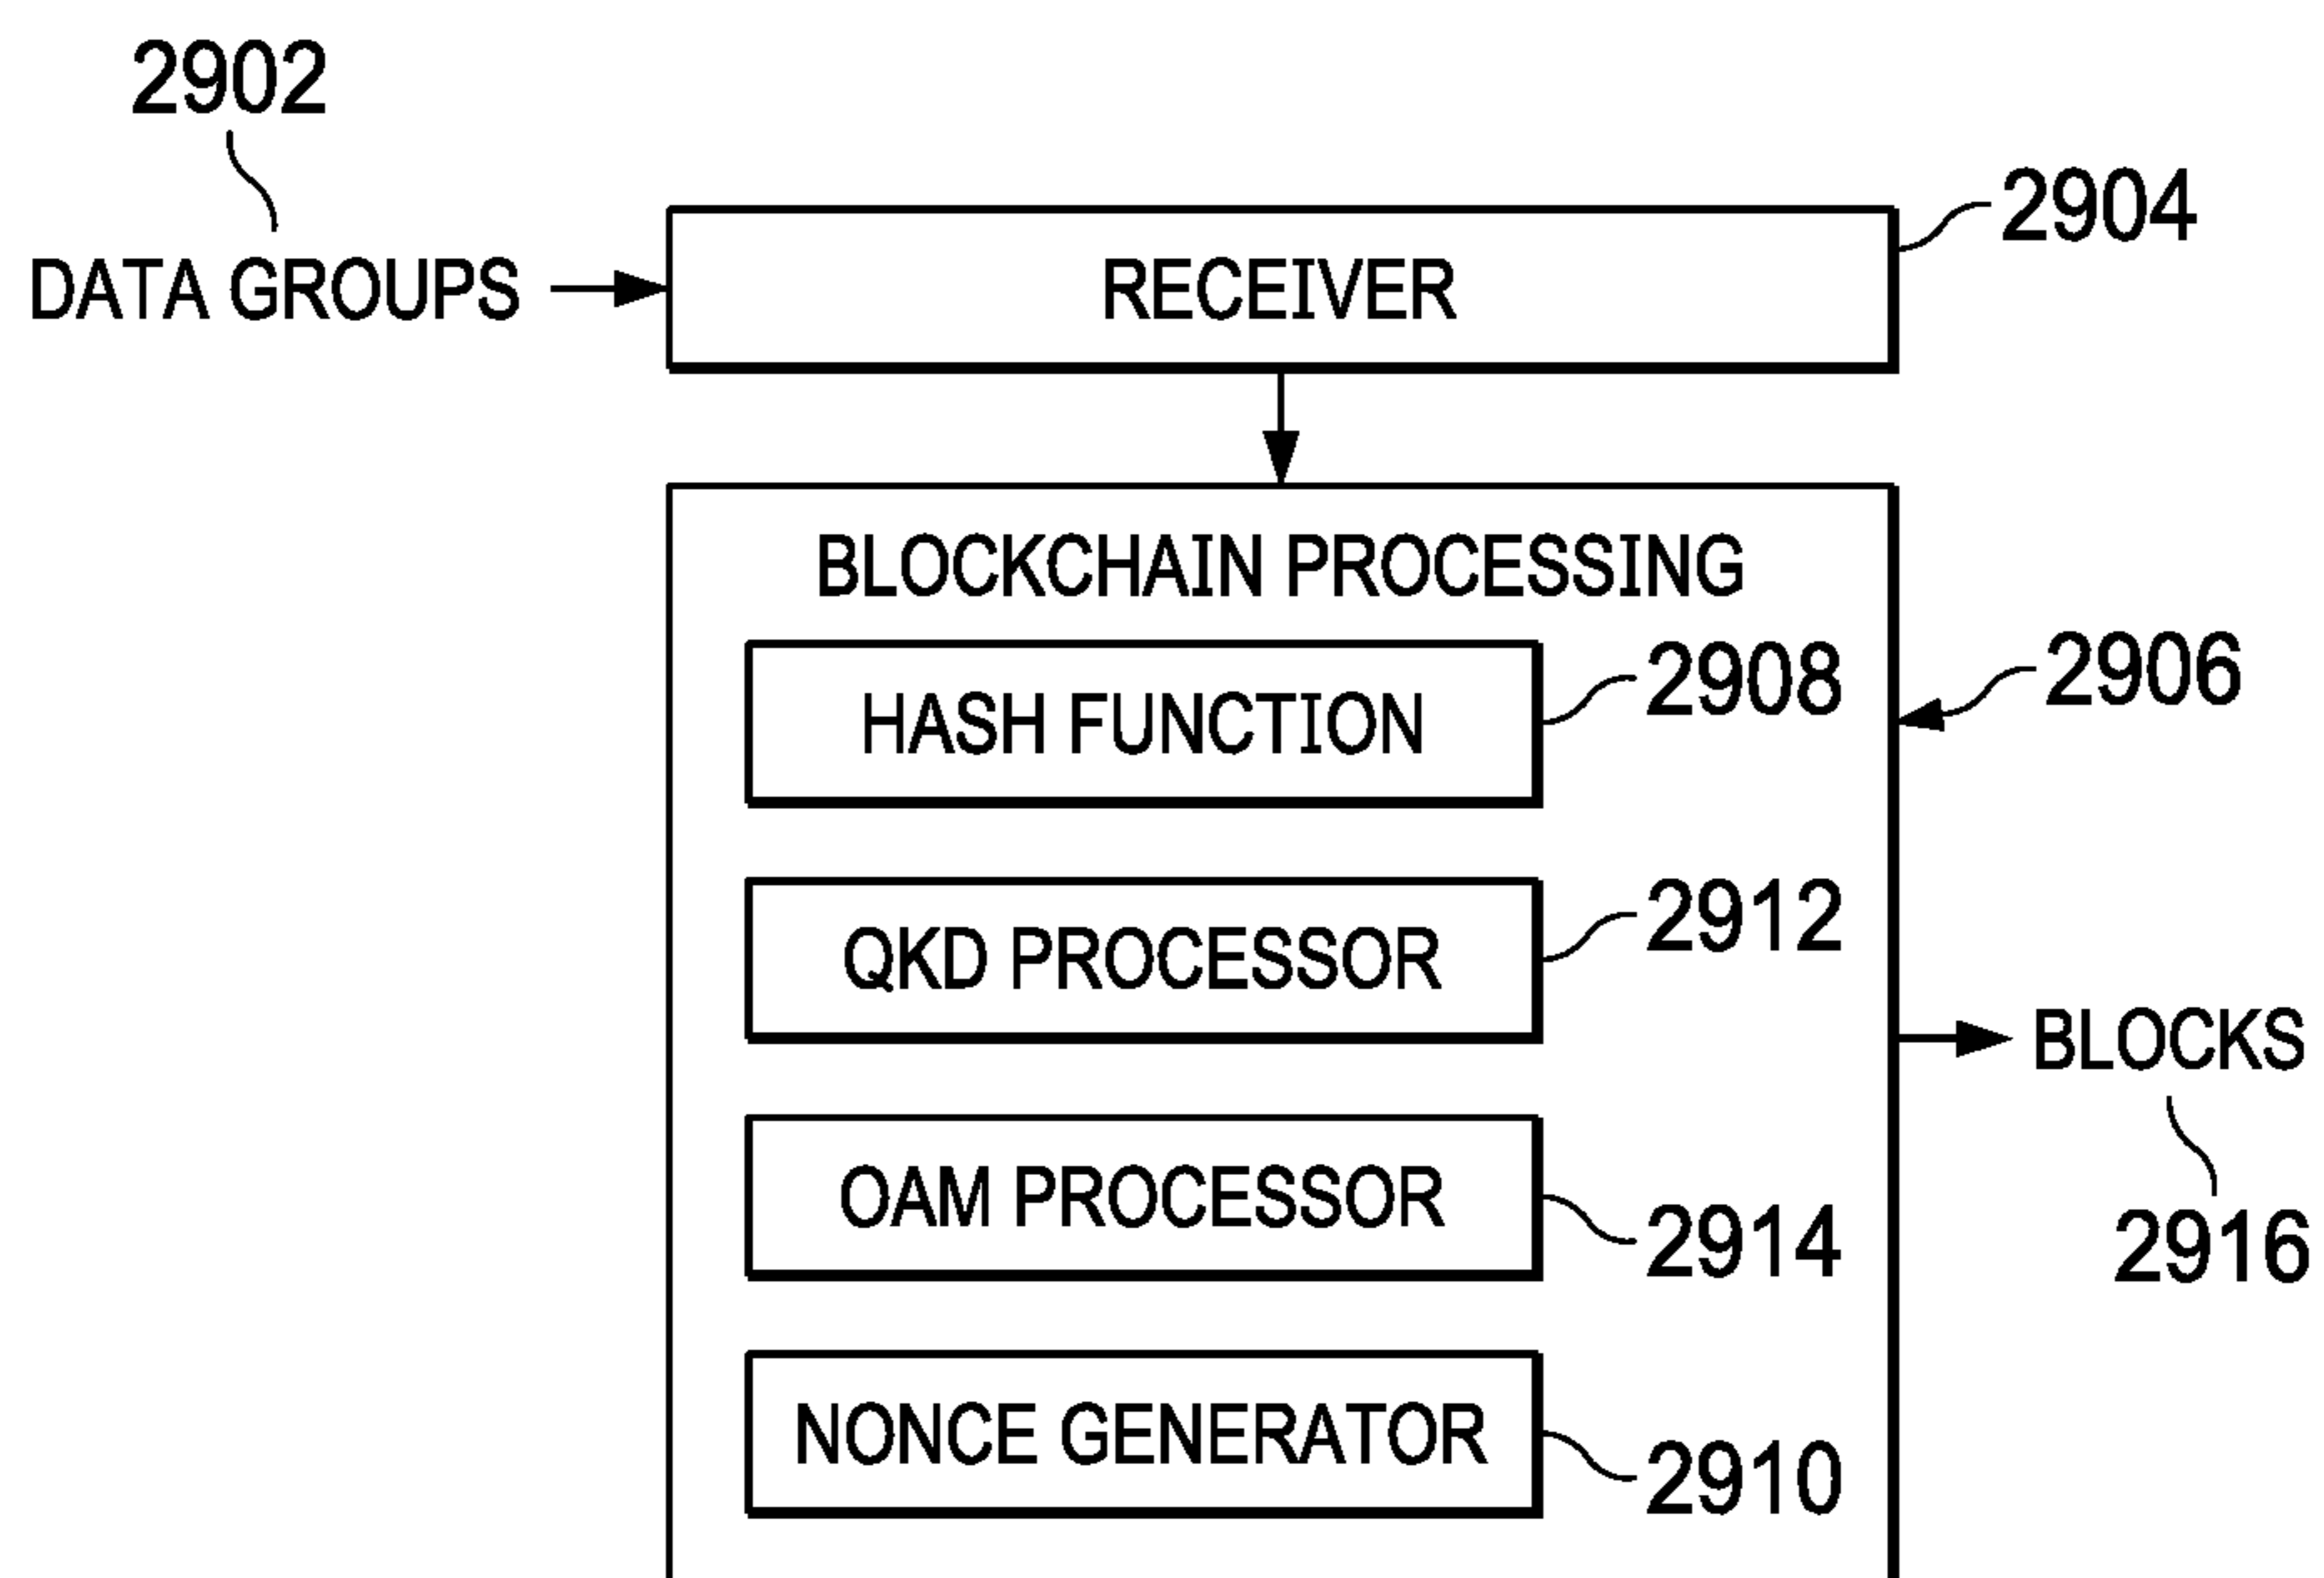 2902
DATA GROUPS
RECEIVER
2904
BLOCKCHAIN PROCESSING
2906
HASH FUNCTION
2908
QKD PROCESSOR
2912
OAM PROCESSOR
2914
NONCE GENERATOR
2910
BLOCKS
2916